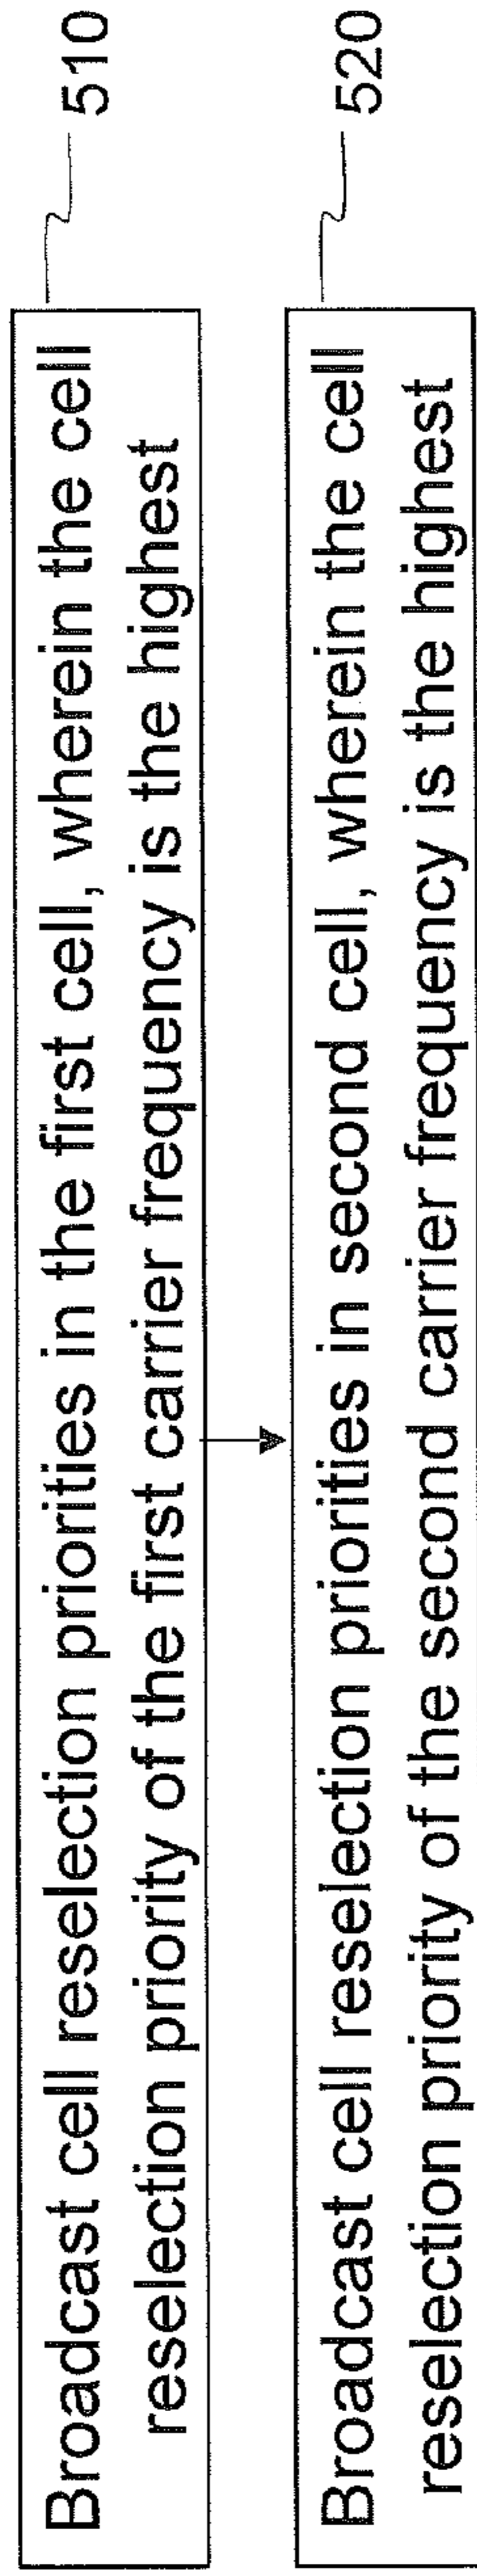 Broadcast cell reselection priorities in the first cell, wherein the cell
reselection priority of the first carrier frequency is the highest
510
Broadcast cell reselection priorities in second cell, wherein the cell
reselection priority of the second carrier frequency is the highest
520